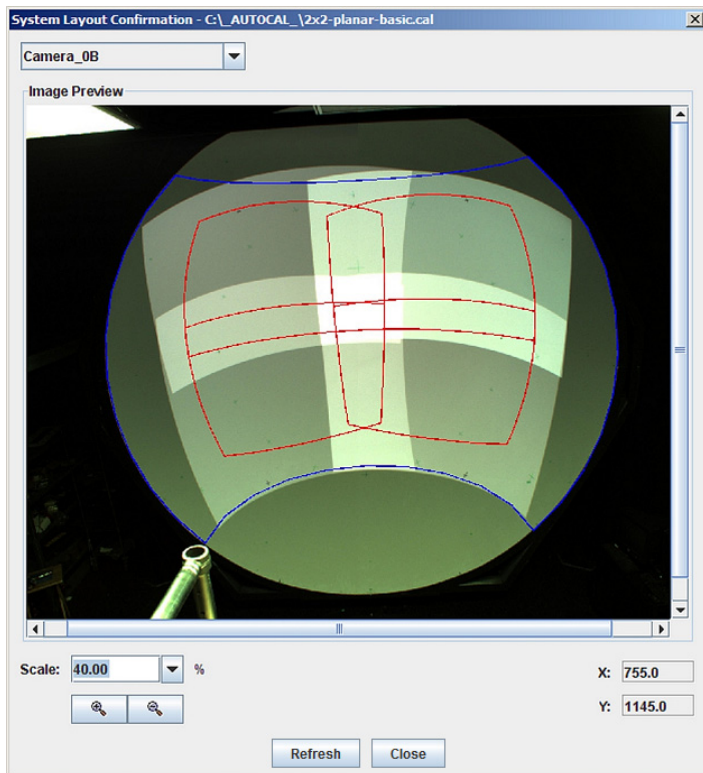 System Layout Confirmation - C:\_AUTOCAL_\2x2-planar-basic.cal
Camera_0B
Image Preview
Scale: 40.00 %
X: 755.0
Y: 1145.0
Refresh Close